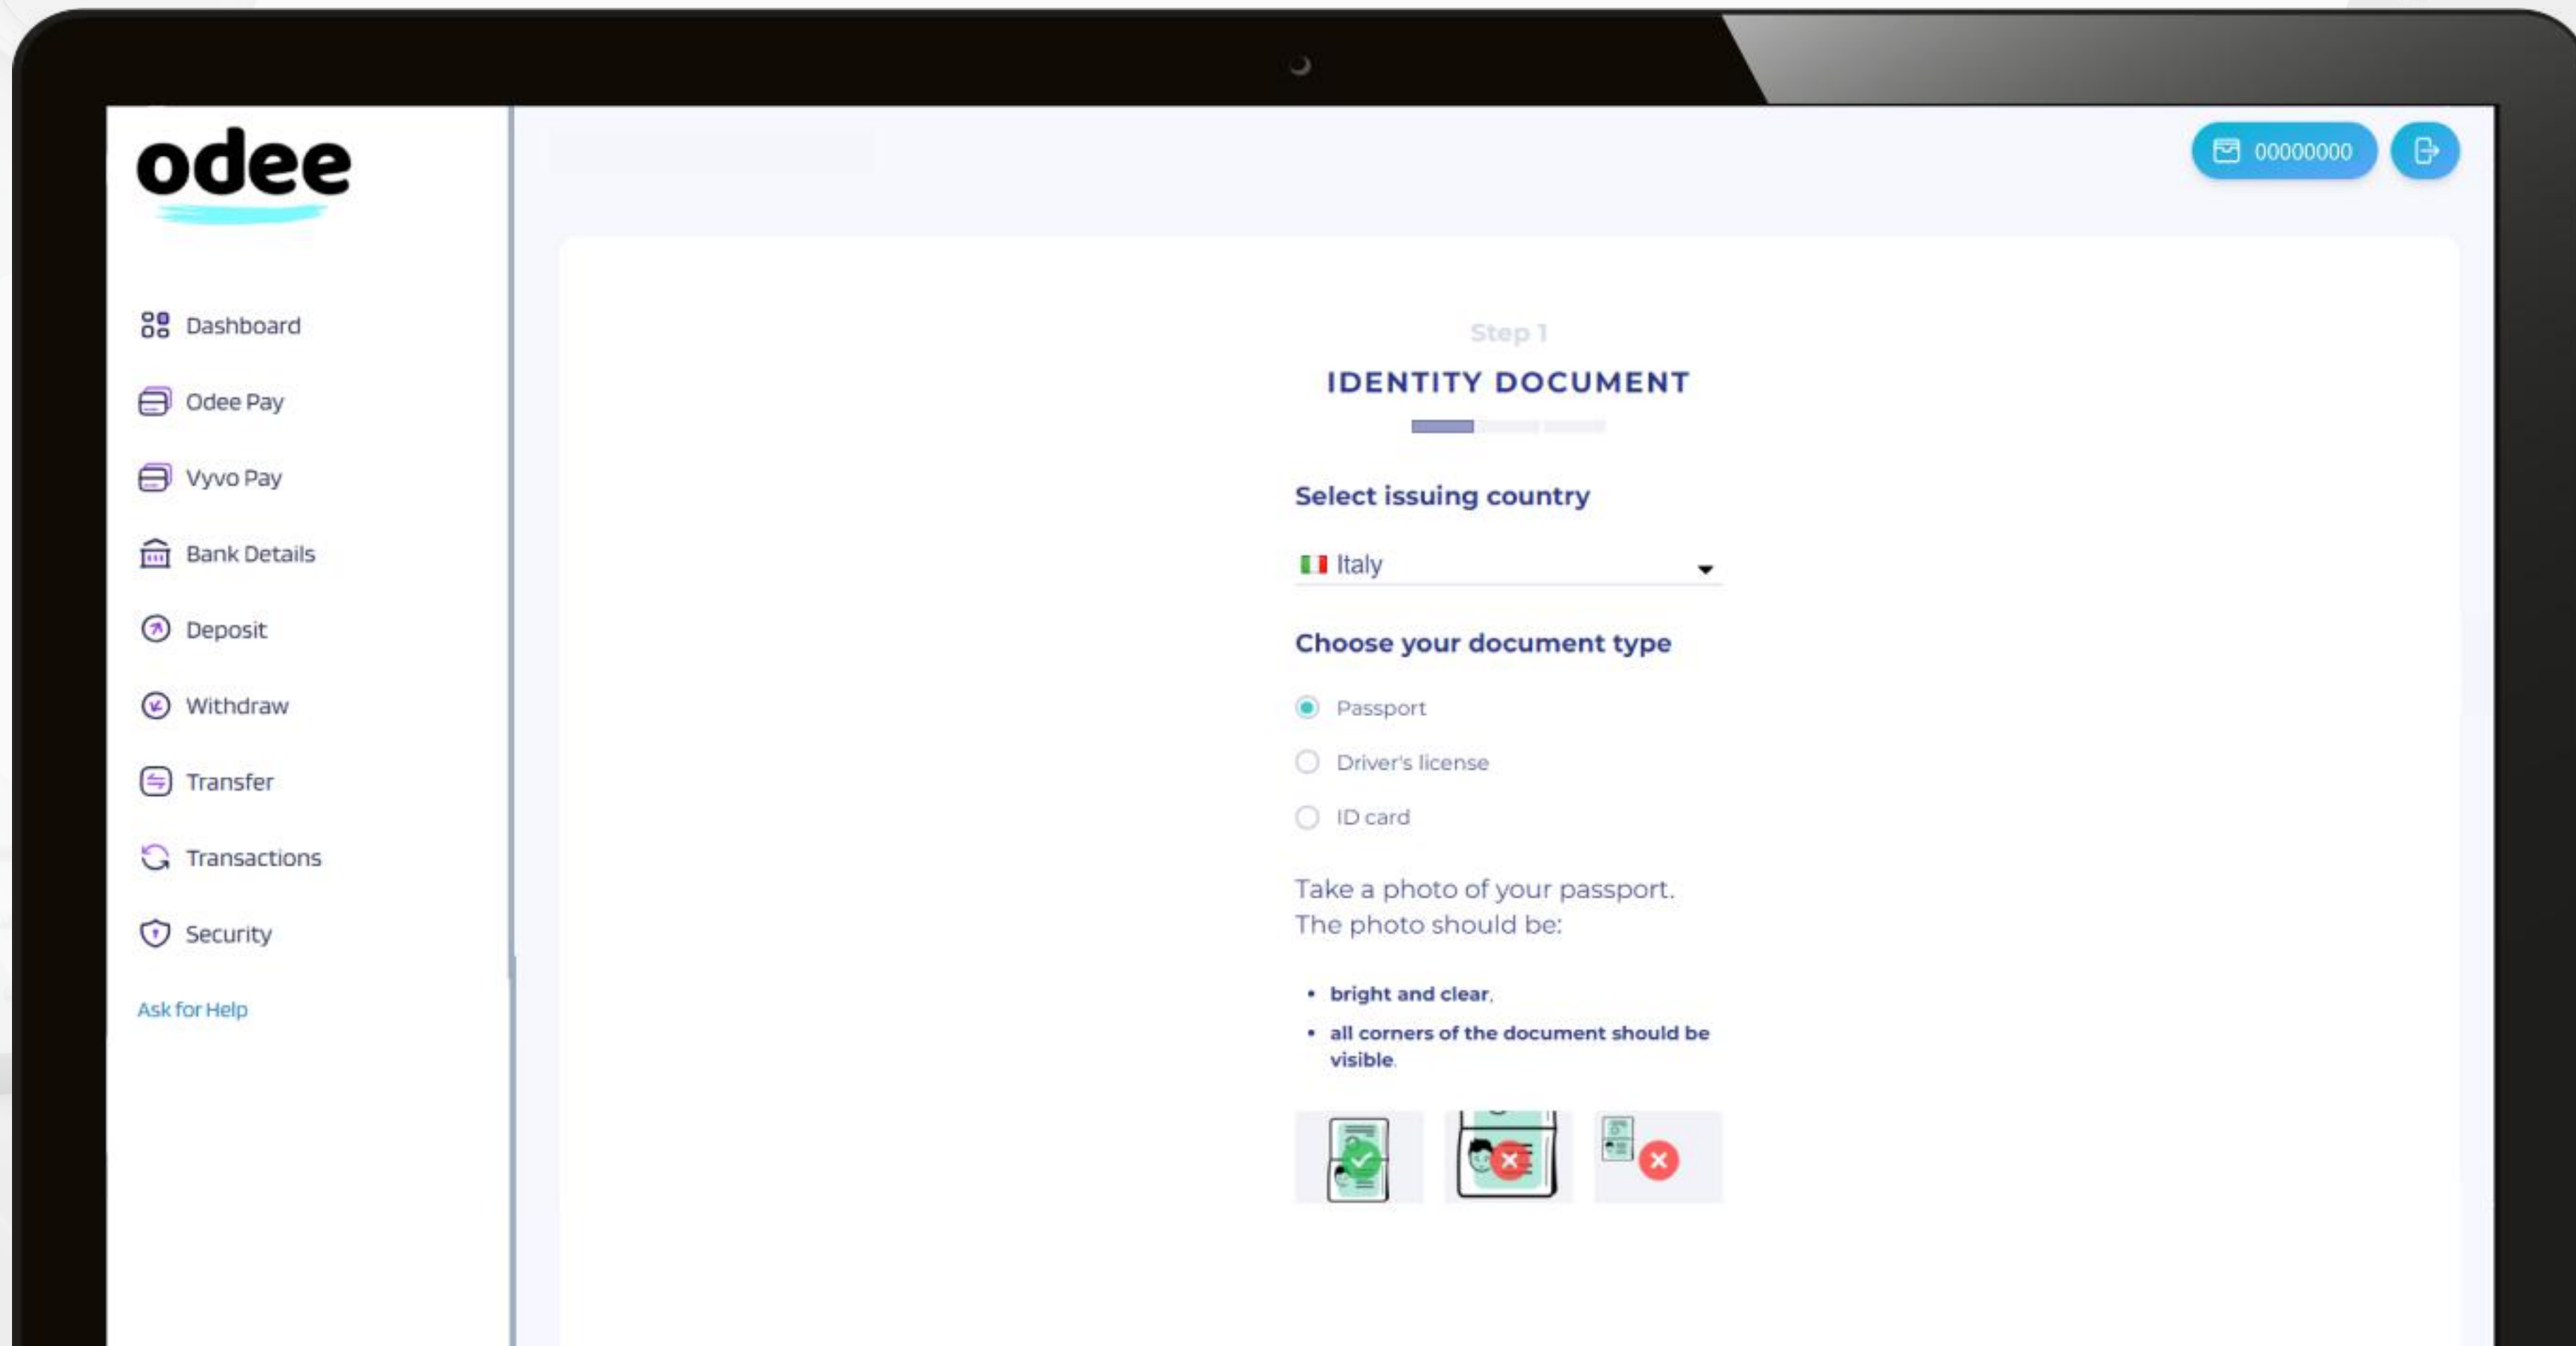 odee
00000000
Dashboard
Odee Pay
Vyvo Pay
Bank Details
Deposit
Withdraw
Transfer
Transactions
Security
Ask for Help
Step 1
IDENTITY DOCUMENT
Select issuing country
Italy
Choose your document type
Passport
Driver's license
ID card
Take a photo of your passport.
The photo should be:
• bright and clear,
• all corners of the document should be
visible.